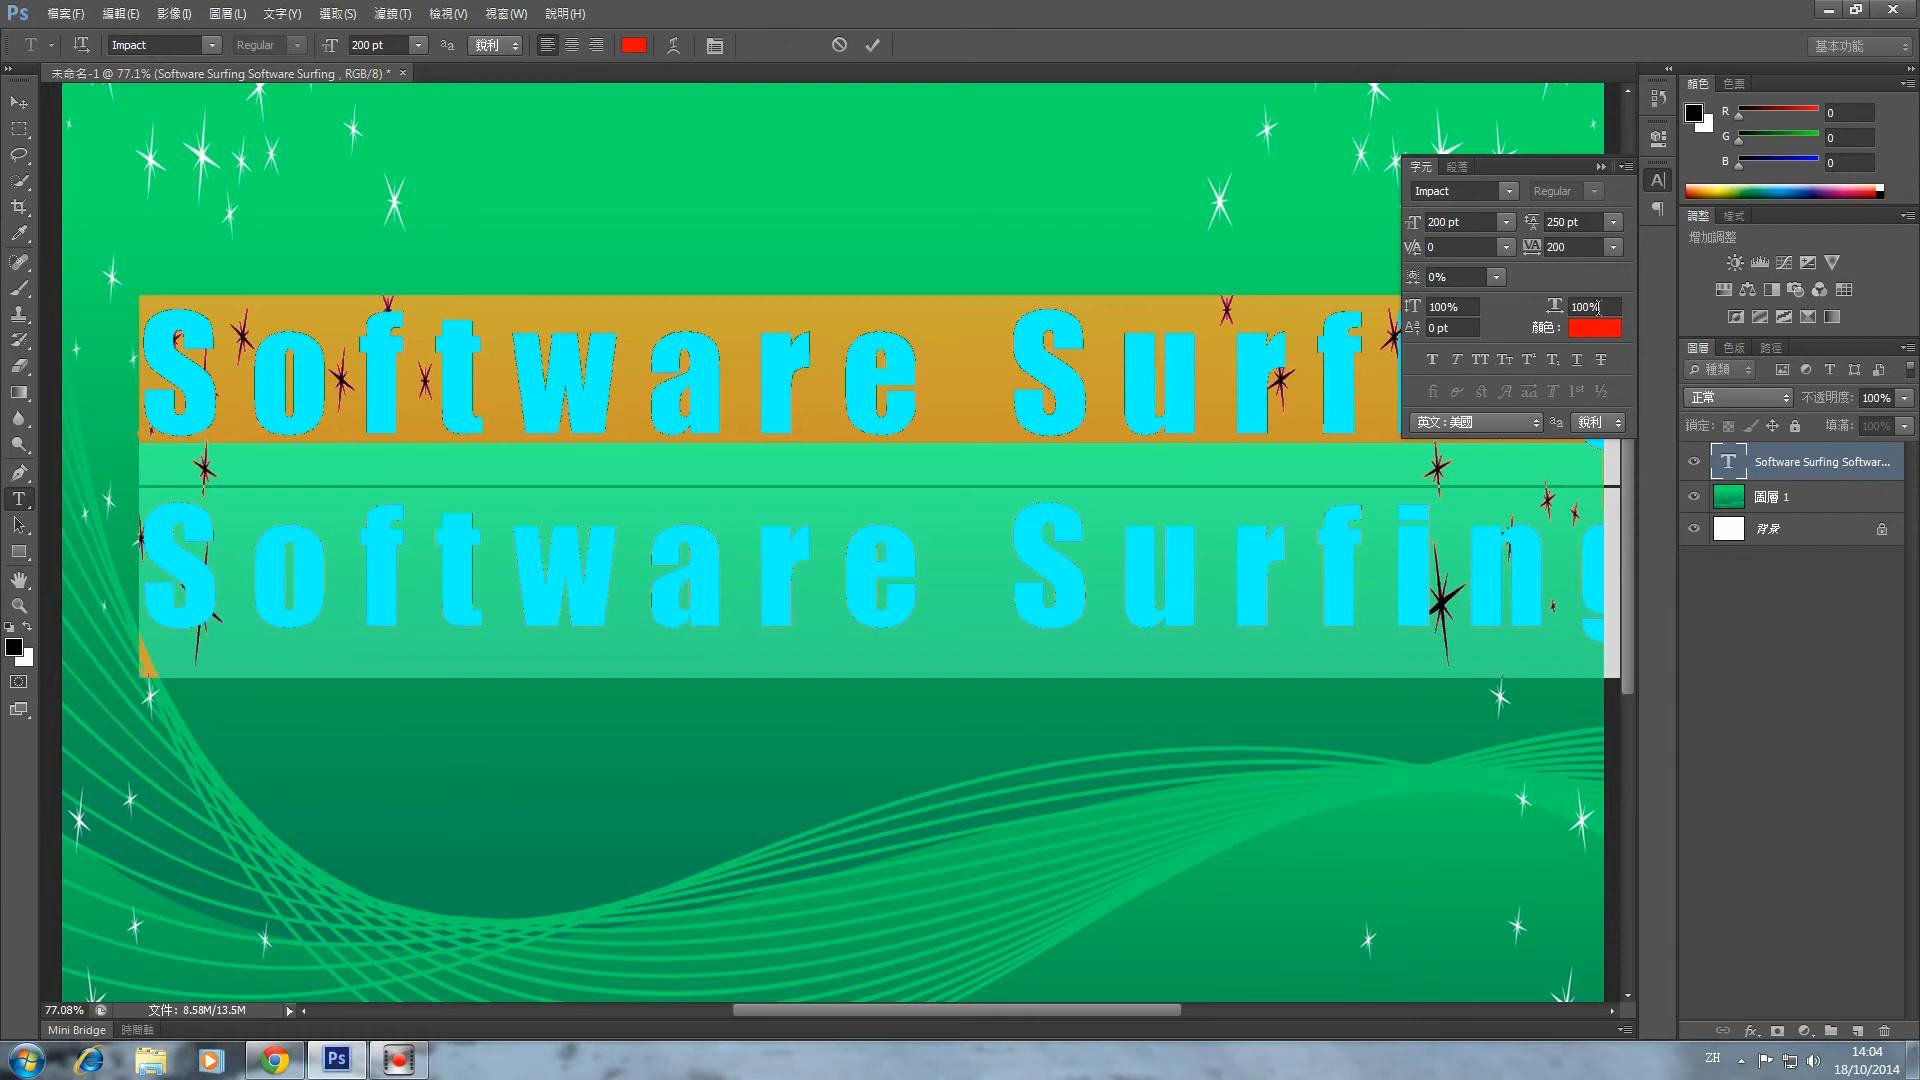 Ps 檔案(F) 編輯(E) 影像(I) 圖層(L) 文字(Y) 選取(S) 濾鏡(T) 檢視(V) 視窗(W) 說明(H)
T Impact Regular 200 pt 銳利 基本功能
未命名-1 @ 77.1% (Software Surfing Software Surfing , RGB/8) *
顏色 色票
R 0
G 0
B 0
字元 段落
Impact Regular
200 pt 250 pt
0 200
0%
100% 100%
0 pt 顏色 :
英文 : 美國 銳利
調整 樣式
增加調整
圖層 色版 路徑
種類
正常 不透明度: 100%
鎖定: 填滿: 100%
Software Surfing Softwar...
圖層 1
背景
Software Surf
Software Surfing
77.08% 文件: 8.58M/13.5M
Mini Bridge 時間軸
Ps
ZH
14:04
18/10/2014